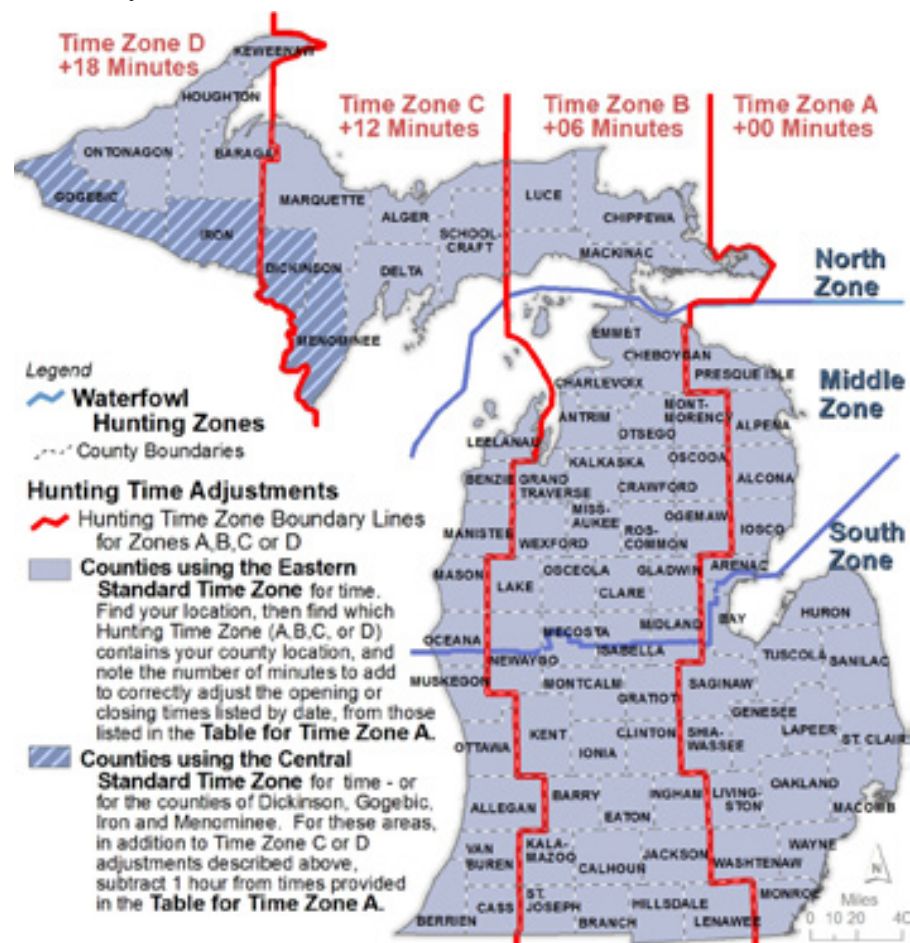 Time Zone D
+18 Minutes
Time Zone C
+12 Minutes
Time Zone B
+06 Minutes
Time Zone A
+00 Minutes
KEWEENAW
HOUGHTON
ONTONAGON
BARAGA
GOGEBIC
IRON
MARQUETTE
ALGER
SCHOOL-
CRAFT
LUCE
CHIPPEWA
MACKINAC
DICKINSON
DELTA
MENOMINEE
North
Zone
EMMET
CHEBOYGAN
PRESQUE ISLE
CHARLEVOIX
Middle
Zone
ANTRIM
MONT-
MORENCY
ALPENA
OTSEGO
LEELANAU
KALKASKA
OSCODA
BENZIE
GRAND
TRAVERSE
CRAWFORD
ALCONA
MISS-
AUKEE
ROS-
COMMON
OGEMAW
IOSCO
MANISTEE
WEXFORD
South
Zone
MASON
LAKE
OSCEOLA
GLADWIN
ARENAC
CLARE
OCEANA
MECOSTA
MIDLAND
BAY
HURON
NEWAYGO
ISABELLA
TUSCOLA
SANILAC
MUSKEGON
MONTCALM
GRATIOT
SAGINAW
GENESEE
LAPEER
ST. CLAIR
OTTAWA
KENT
IONIA
CLINTON
SHIA-
WASSEE
OAKLAND
MACOMB
ALLEGAN
BARRY
EATON
INGHAM
LIVING-
STON
VAN
BUREN
KALA-
MAZOO
CALHOUN
JACKSON
WASHTENAW
WAYNE
BERRIEN
CASS
ST.
JOSEPH
BRANCH
HILLSDALE
LENAWEE
MONROE
Legend
Waterfowl
Hunting Zones
County Boundaries
Hunting Time Adjustments
Hunting Time Zone Boundary Lines
for Zones A,B,C or D
Counties using the Eastern
Standard Time Zone for time.
Find your location, then find which
Hunting Time Zone (A,B,C, or D)
contains your county location, and
note the number of minutes to add
to correctly adjust the opening or
closing times listed by date, from those
listed in the Table for Time Zone A.
Counties using the Central
Standard Time Zone for time - or
for the counties of Dickinson, Gogebic,
Iron and Menominee. For these areas,
in addition to Time Zone C or D
adjustments described above,
subtract 1 hour from times provided
in the Table for Time Zone A.
N
Miles
0 10 20 40